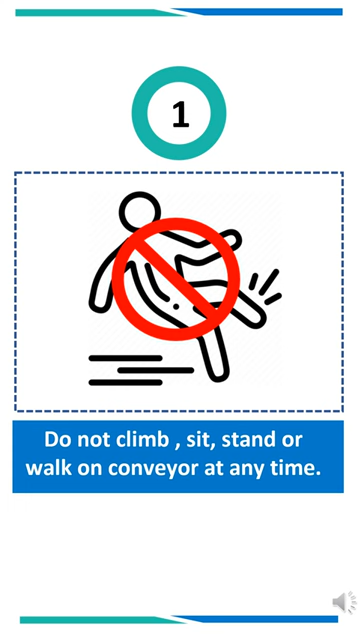 1
Do not climb , sit, stand or
walk on conveyor at any time.